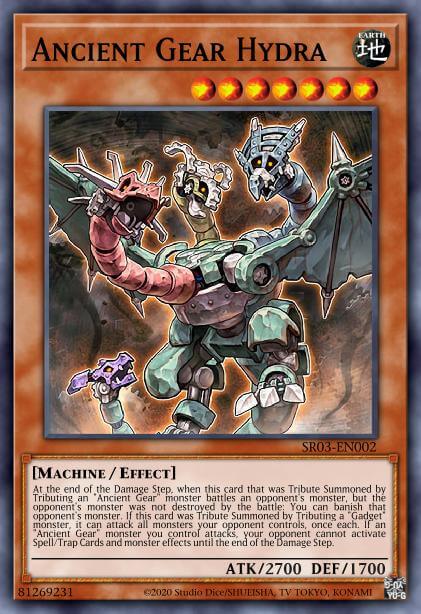 ANCIENT GEAR HYDRA
EARTH
地
SR03-EN002
[MACHINE / EFFECT]
At the end of the Damage Step, when this card that was Tribute Summoned by
Tributing an "Ancient Gear" monster battles an opponent's monster, but the
opponent's monster was not destroyed by the battle: You can banish that
opponent's monster. If this card was Tribute Summoned by Tributing a "Gadget"
monster, it can attack all monsters your opponent controls, once each. If an
"Ancient Gear" monster you control attacks, your opponent cannot activate
Spell/Trap Cards and monster effects until the end of the Damage Step.
ATK/2700 DEF/1700
81269231
©2020 Studio Dice/SHUEISHA, TV TOKYO, KONAMI